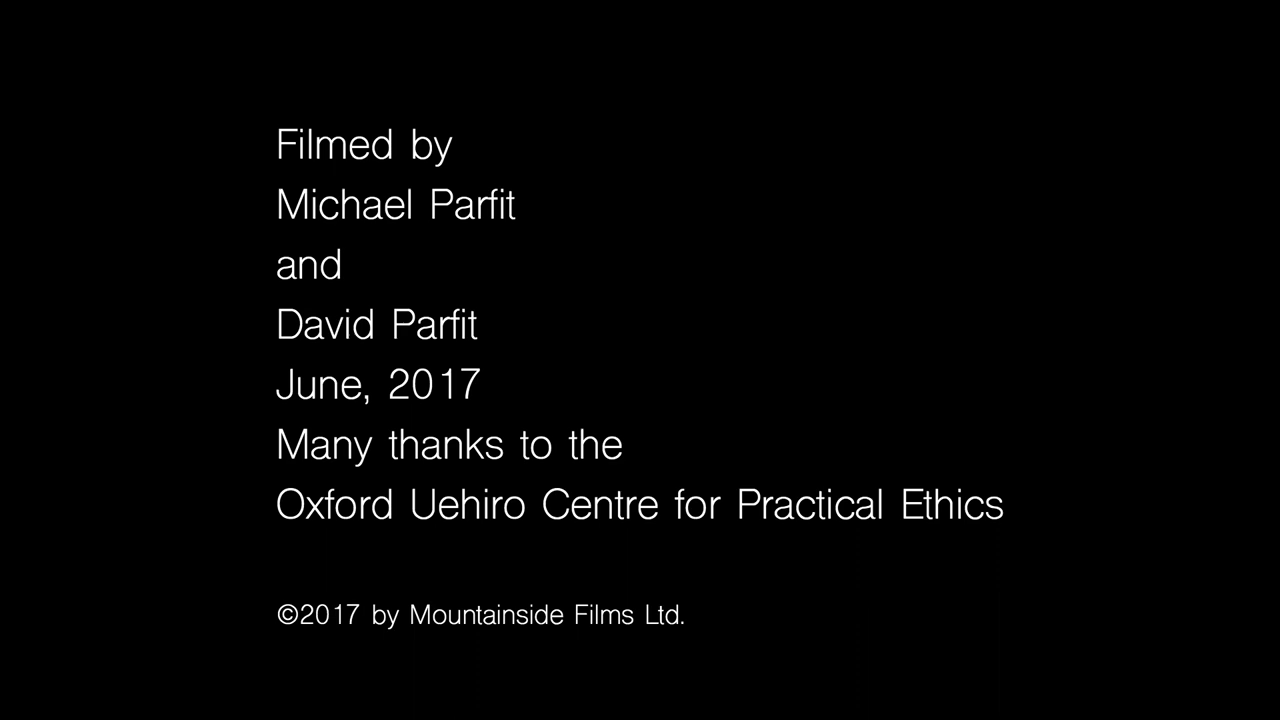 Filmed by
Michael Parfit
and
David Parfit
June, 2017
Many thanks to the
Oxford Uehiro Centre for Practical Ethics
©2017 by Mountainside Films Ltd.